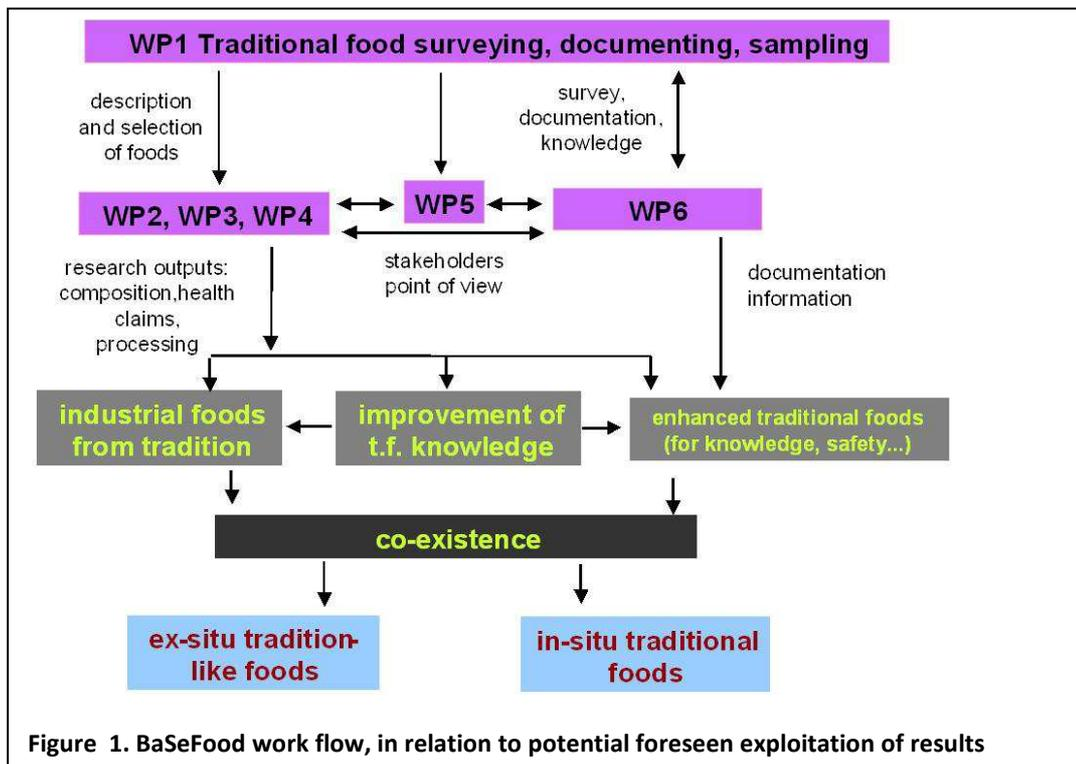 WP1 Traditional food surveying, documenting, sampling
description
and selection
of foods
survey,
documentation,
knowledge
WP2, WP3, WP4
WP5
WP6
research outputs:
composition,health
claims,
processing
stakeholders
point of view
documentation
information
industrial foods
from tradition
improvement of
t.f. knowledge
enhanced traditional foods
(for knowledge, safety...)
co-existence
ex-situ tradition-
like foods
in-situ traditional
foods
Figure 1. BaSeFood work flow, in relation to potential foreseen exploitation of results